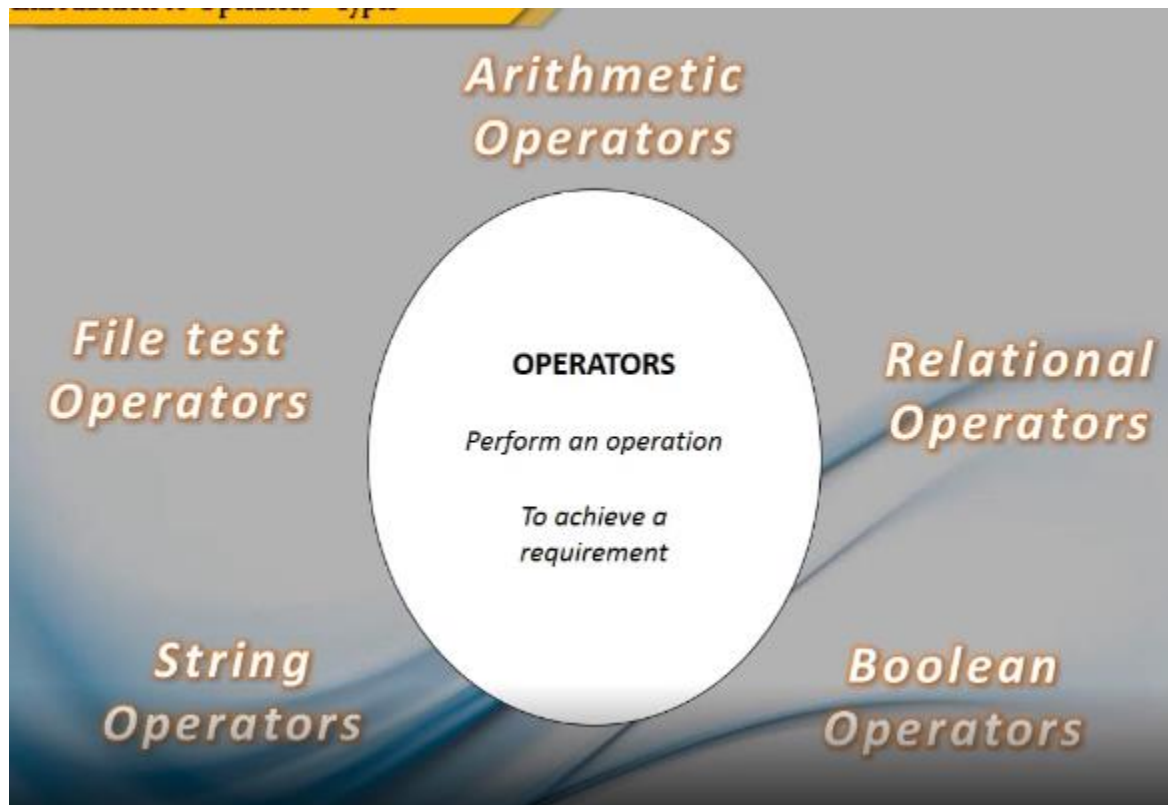 Arithmetic
Operators
File test
Operators
OPERATORS
Perform an operation
To achieve a
requirement
Relational
Operators
String
Operators
Boolean
Operators